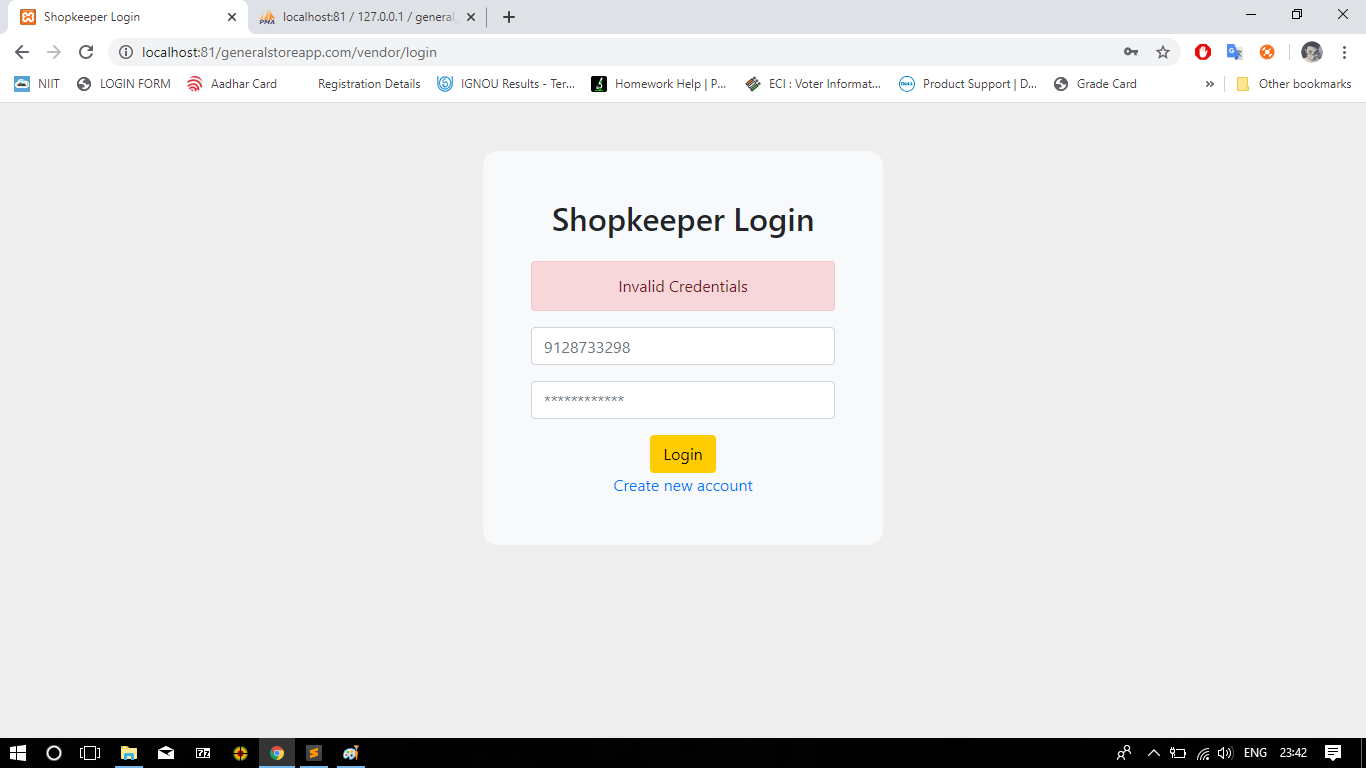 Shopkeeper Login
localhost:81 / 127.0.0.1 / general_
localhost:81/generalstoreapp.com/vendor/login
NIIT
LOGIN FORM
Aadhar Card
Registration Details
IGNOU Results - Ter...
Homework Help | P...
ECI : Voter Informat...
Product Support | D...
Grade Card
»
Other bookmarks
Shopkeeper Login
Invalid Credentials
9128733298
************
Login
Create new account
ENG
23:42